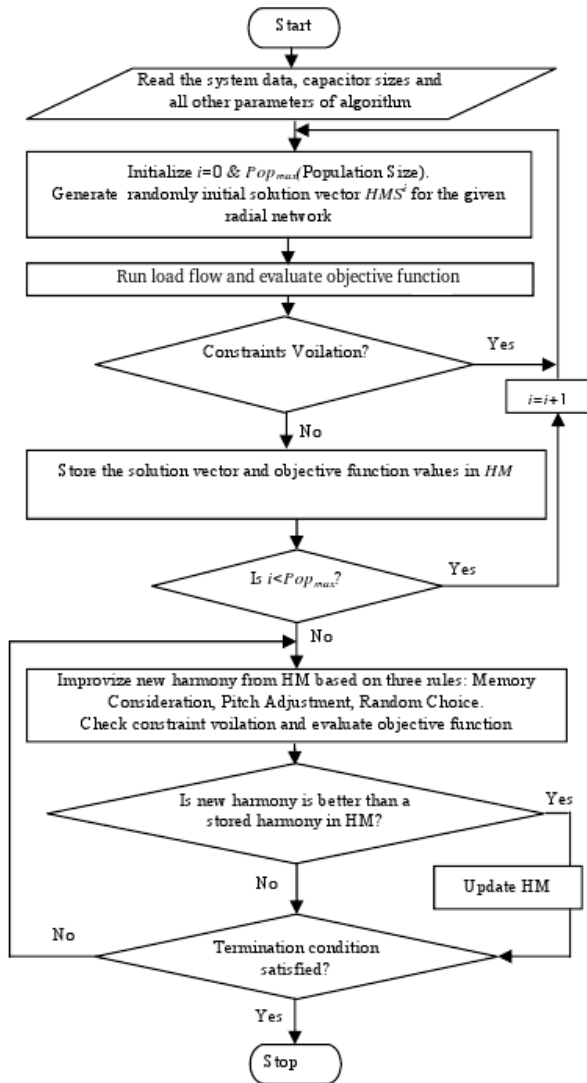 Start
Read the system data, capacitor sizes and
all other parameters of algorithm
Initialize i=0 & Pop_max(Population Size).
Generate randomly initial solution vector HMS^i for the given
radial network
Run load flow and evaluate objective function
Constraints Voilation?
Yes
i=i+1
No
Store the solution vector and objective function values in HM
Is i<Pop_max?
Yes
No
Improvize new harmony from HM based on three rules: Memory
Consideration, Pitch Adjustment, Random Choice.
Check constraint voilation and evaluate objective function
Is new harmony is better than a
stored harmony in HM?
Yes
No
Update HM
No
Termination condition
satisfied?
Yes
Stop